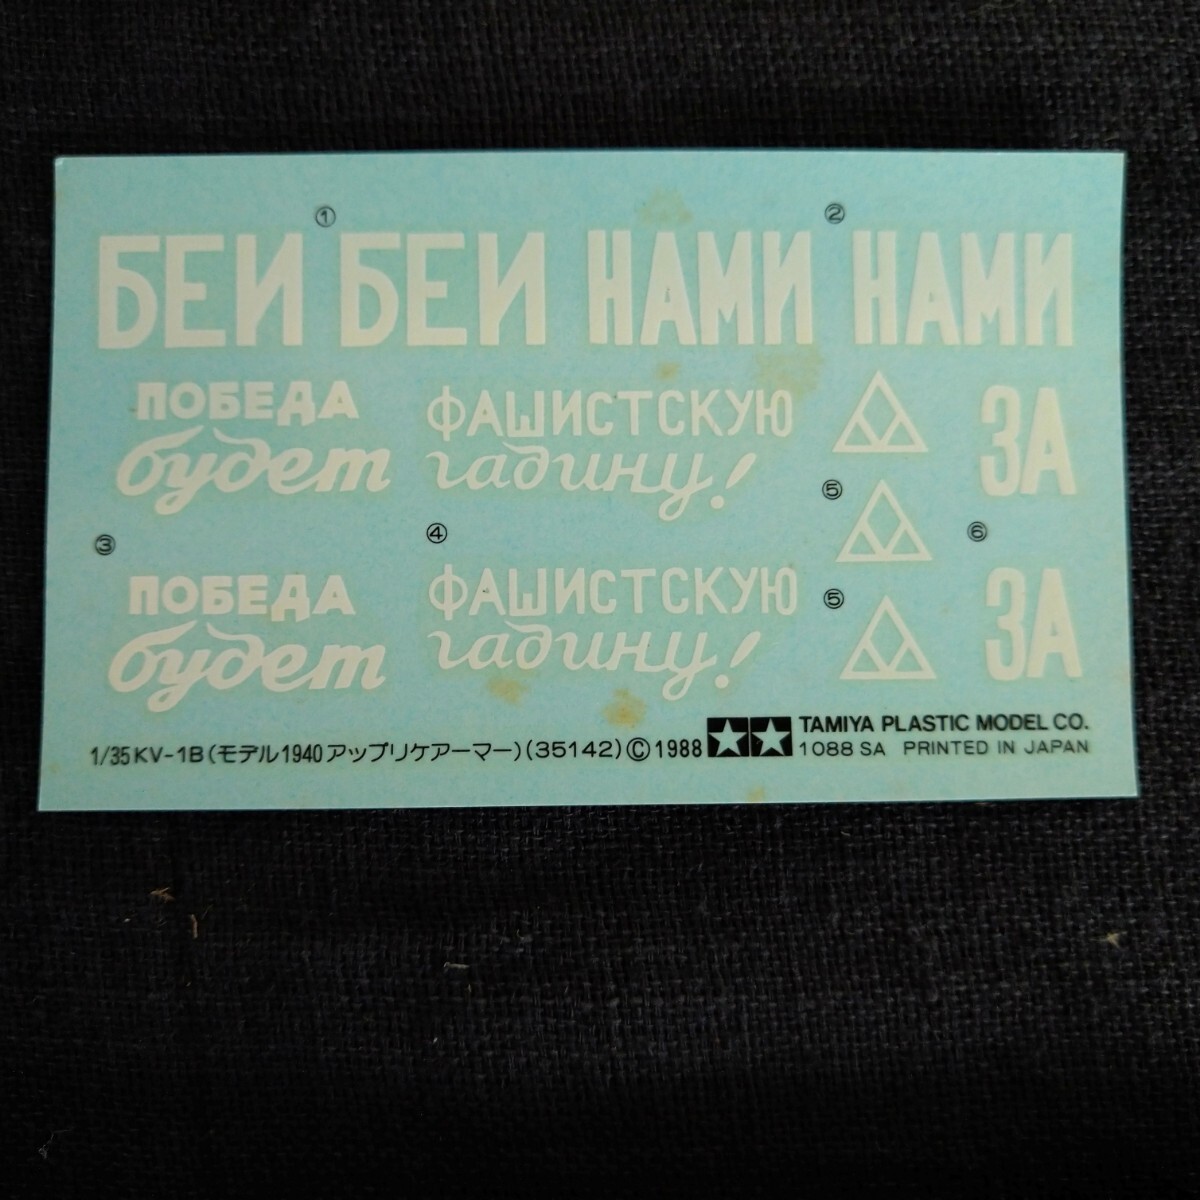 ① ②
БЕИ БЕИ НАМИ НАМИ
ПОБЕДА
будет
ФАШИСТСКУЮ
гадину!
ЗА
⑤
③ ④ ⑥
ПОБЕДА
будет
ФАШИСТСКУЮ
гадину!
⑤
ЗА
1/35 KV-1B (モデル1940 アップリケアーマー) (35142) © 1988
TAMIYA PLASTIC MODEL CO.
1088 SA PRINTED IN JAPAN